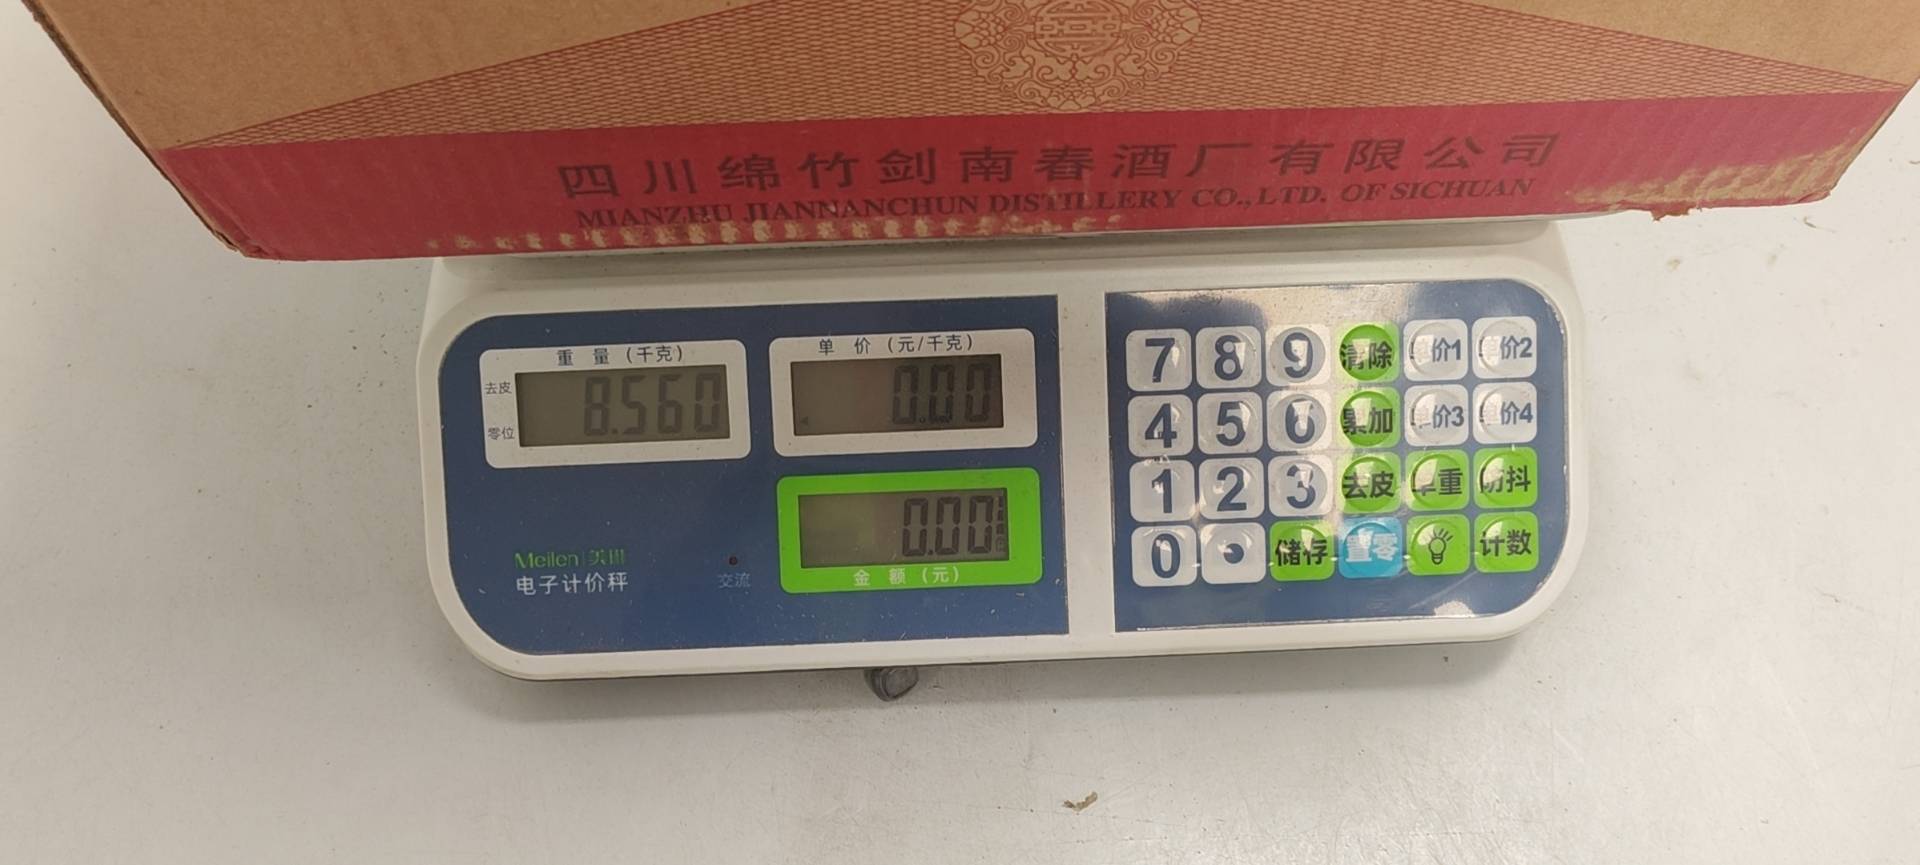 四川绵竹剑南春酒厂有限公司
MIANZHU JIANNANCHUN DISTILLERY CO.,LTD. OF SICHUAN
重 量 (千克)
去皮
零位
8.560
单 价 (元/千克)
0.00
0.00
金 额 (元)
Meilen
电子计价秤
交流
7 8 9 清除 单价1 单价2
4 5 6 累加 单价3 单价4
1 2 3 去皮 单重 防抖
0 • 储存 置零 计数